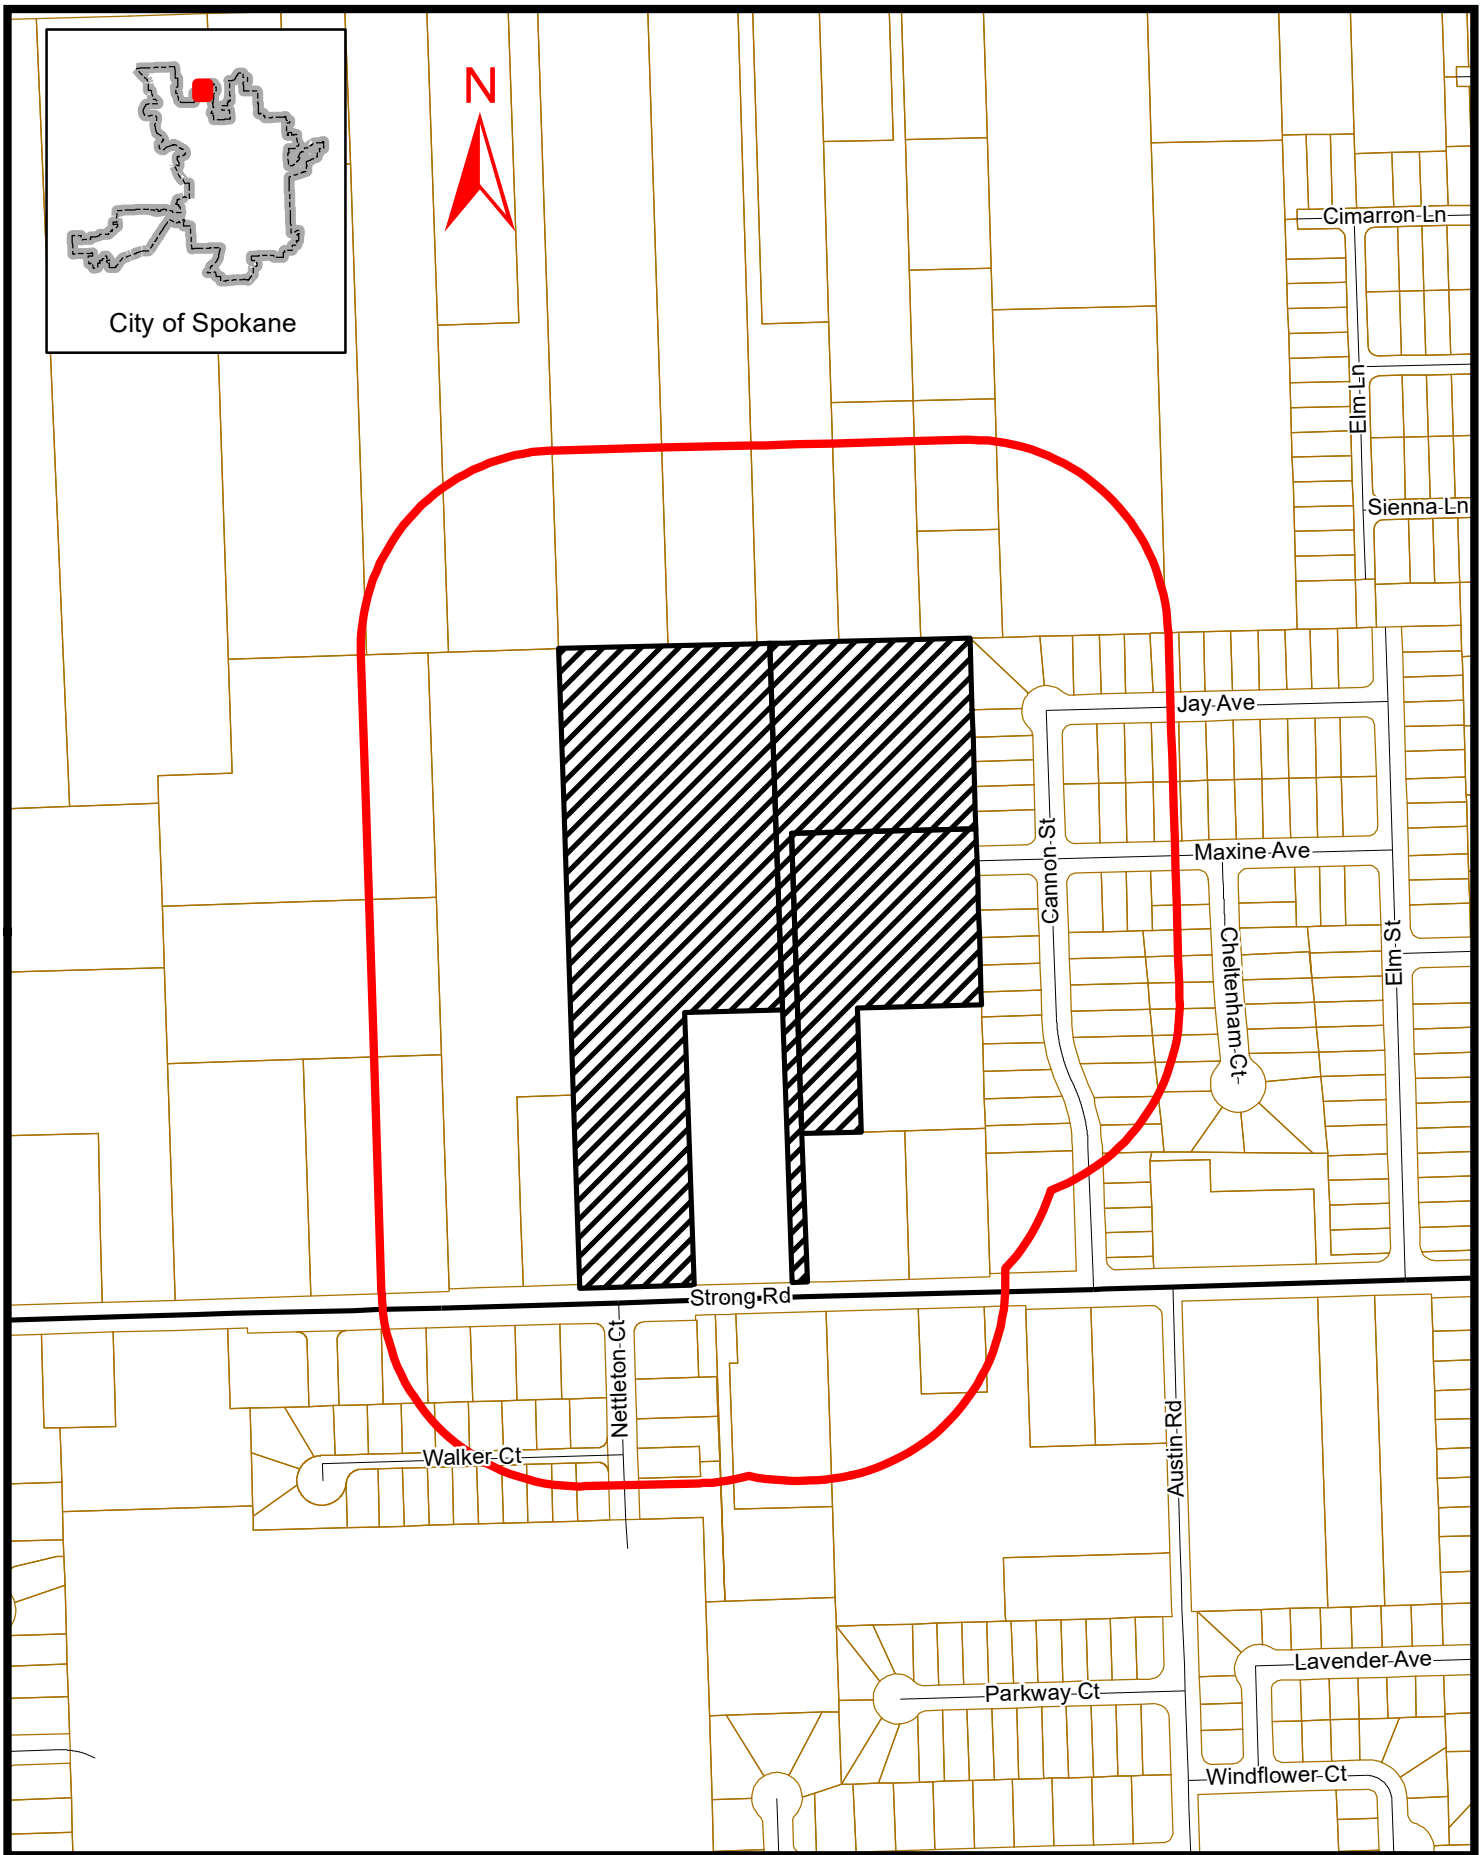 N
City of Spokane
Cimarron Ln
Elm Ln
Sienna Ln
Jay Ave
Cannon St
Maxine Ave
Cheltenham Ct
Elm St
Strong Rd
Nettleton Ct
Walker Ct
Austin Rd
Lavender Ave
Parkway Ct
Windflower Ct